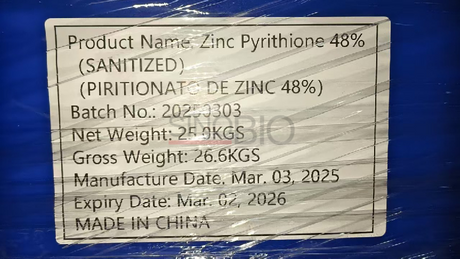 Product Name: Zinc Pyrithione 48%
(SANITIZED)
(PIRITIONATO DE ZINC 48%)
Batch No.: 20250303
Net Weight: 25.0KGS
Gross Weight: 26.6KGS
Manufacture Date: Mar. 03, 2025
Expiry Date: Mar. 02, 2026
MADE IN CHINA